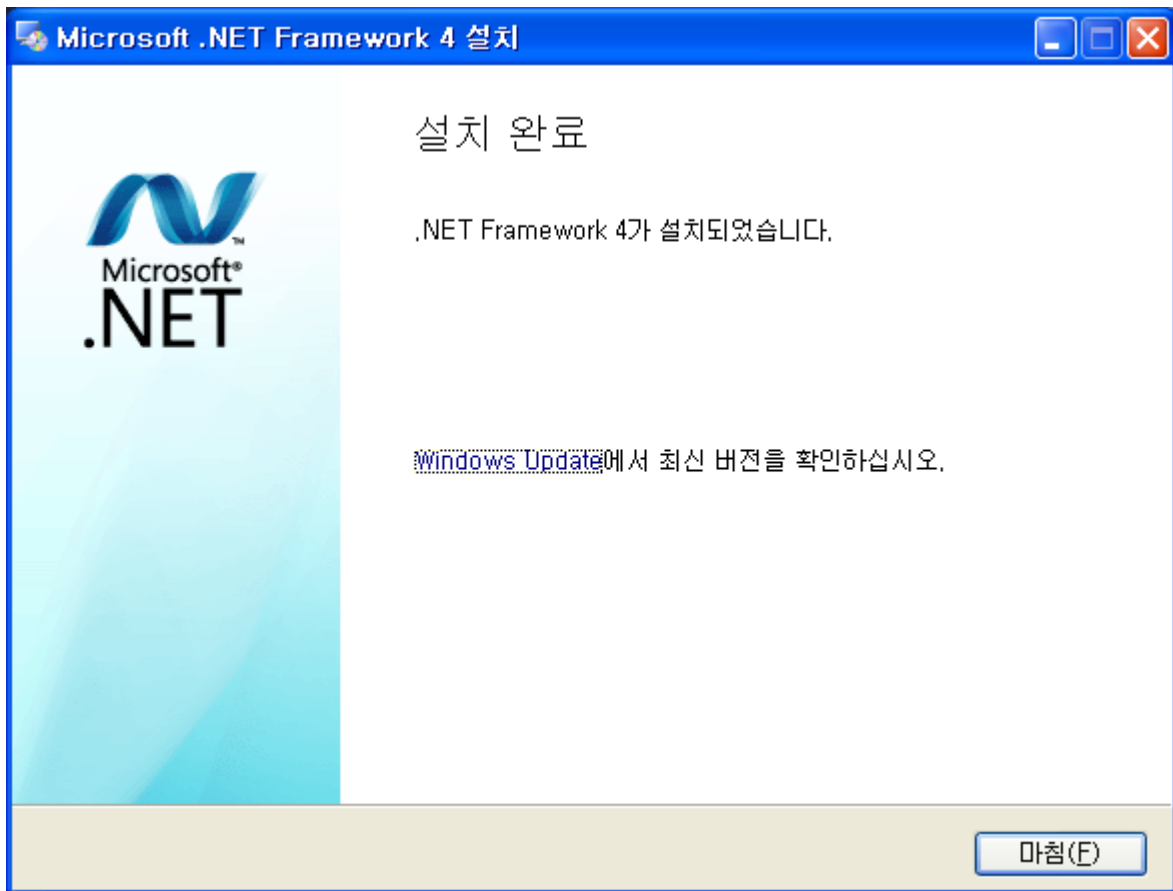 Microsoft .NET Framework 4 설치
설치 완료
Microsoft®
.NET
™
.NET Framework 4가 설치되었습니다.
Windows Update에서 최신 버전을 확인하십시오.
마침(F)